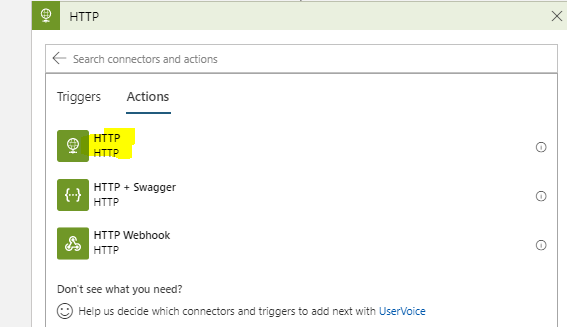 HTTP
Search connectors and actions
Triggers Actions
HTTP
HTTP
HTTP + Swagger
HTTP
HTTP Webhook
HTTP
Don't see what you need?
Help us decide which connectors and triggers to add next with UserVoice